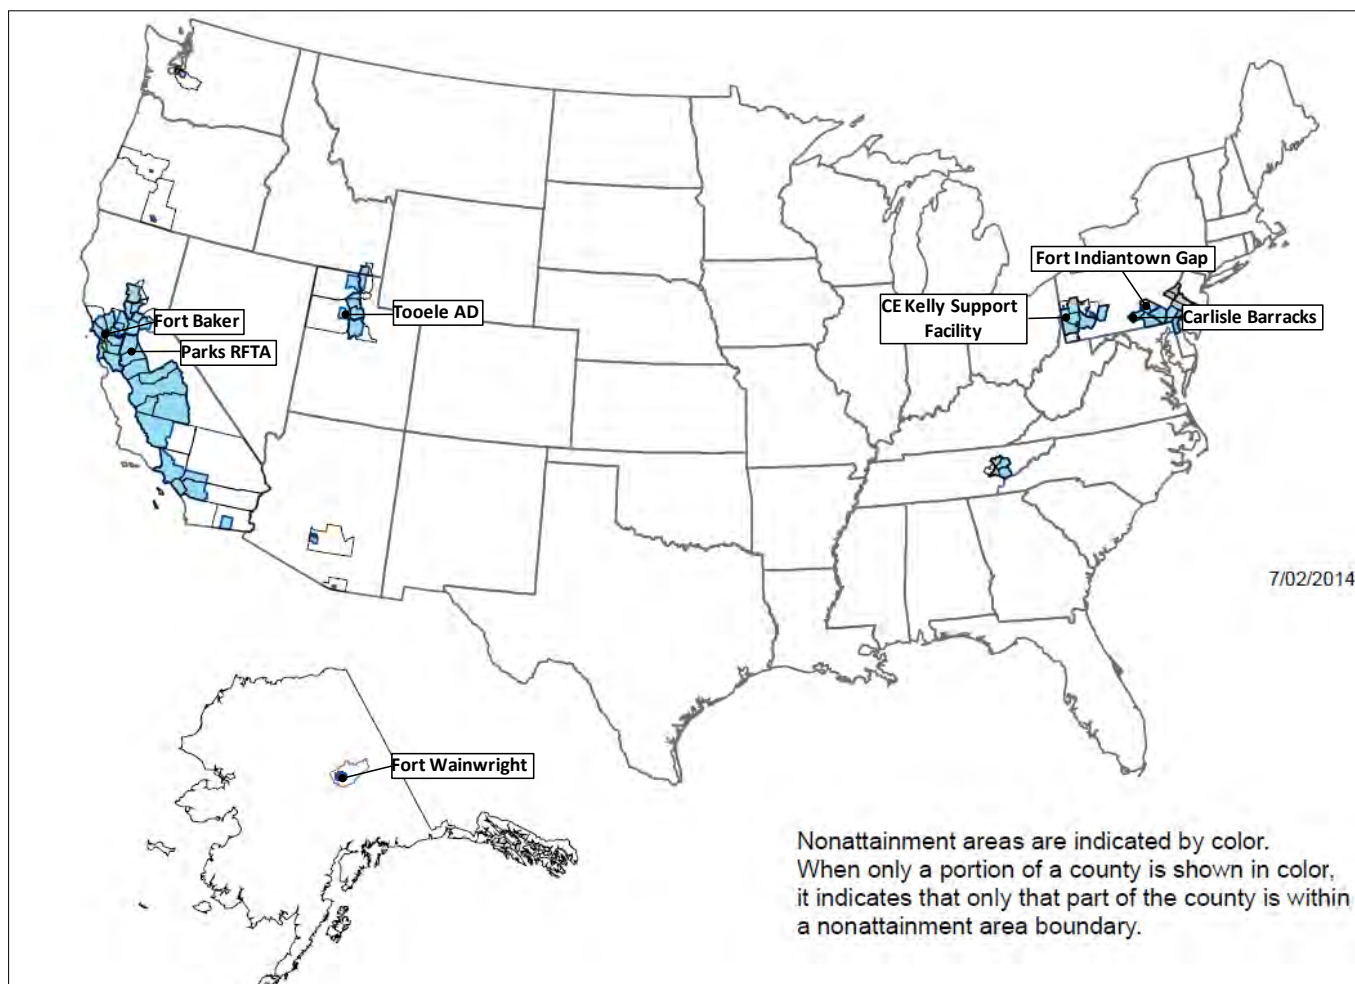 Fort Indiantown Gap
CE Kelly Support
Facility
Carlisle Barracks
Tooele AD
Fort Baker
Parks RFTA
7/02/2014
Fort Wainwright
Nonattainment areas are indicated by color.
When only a portion of a county is shown in color,
it indicates that only that part of the county is within
a nonattainment area boundary.